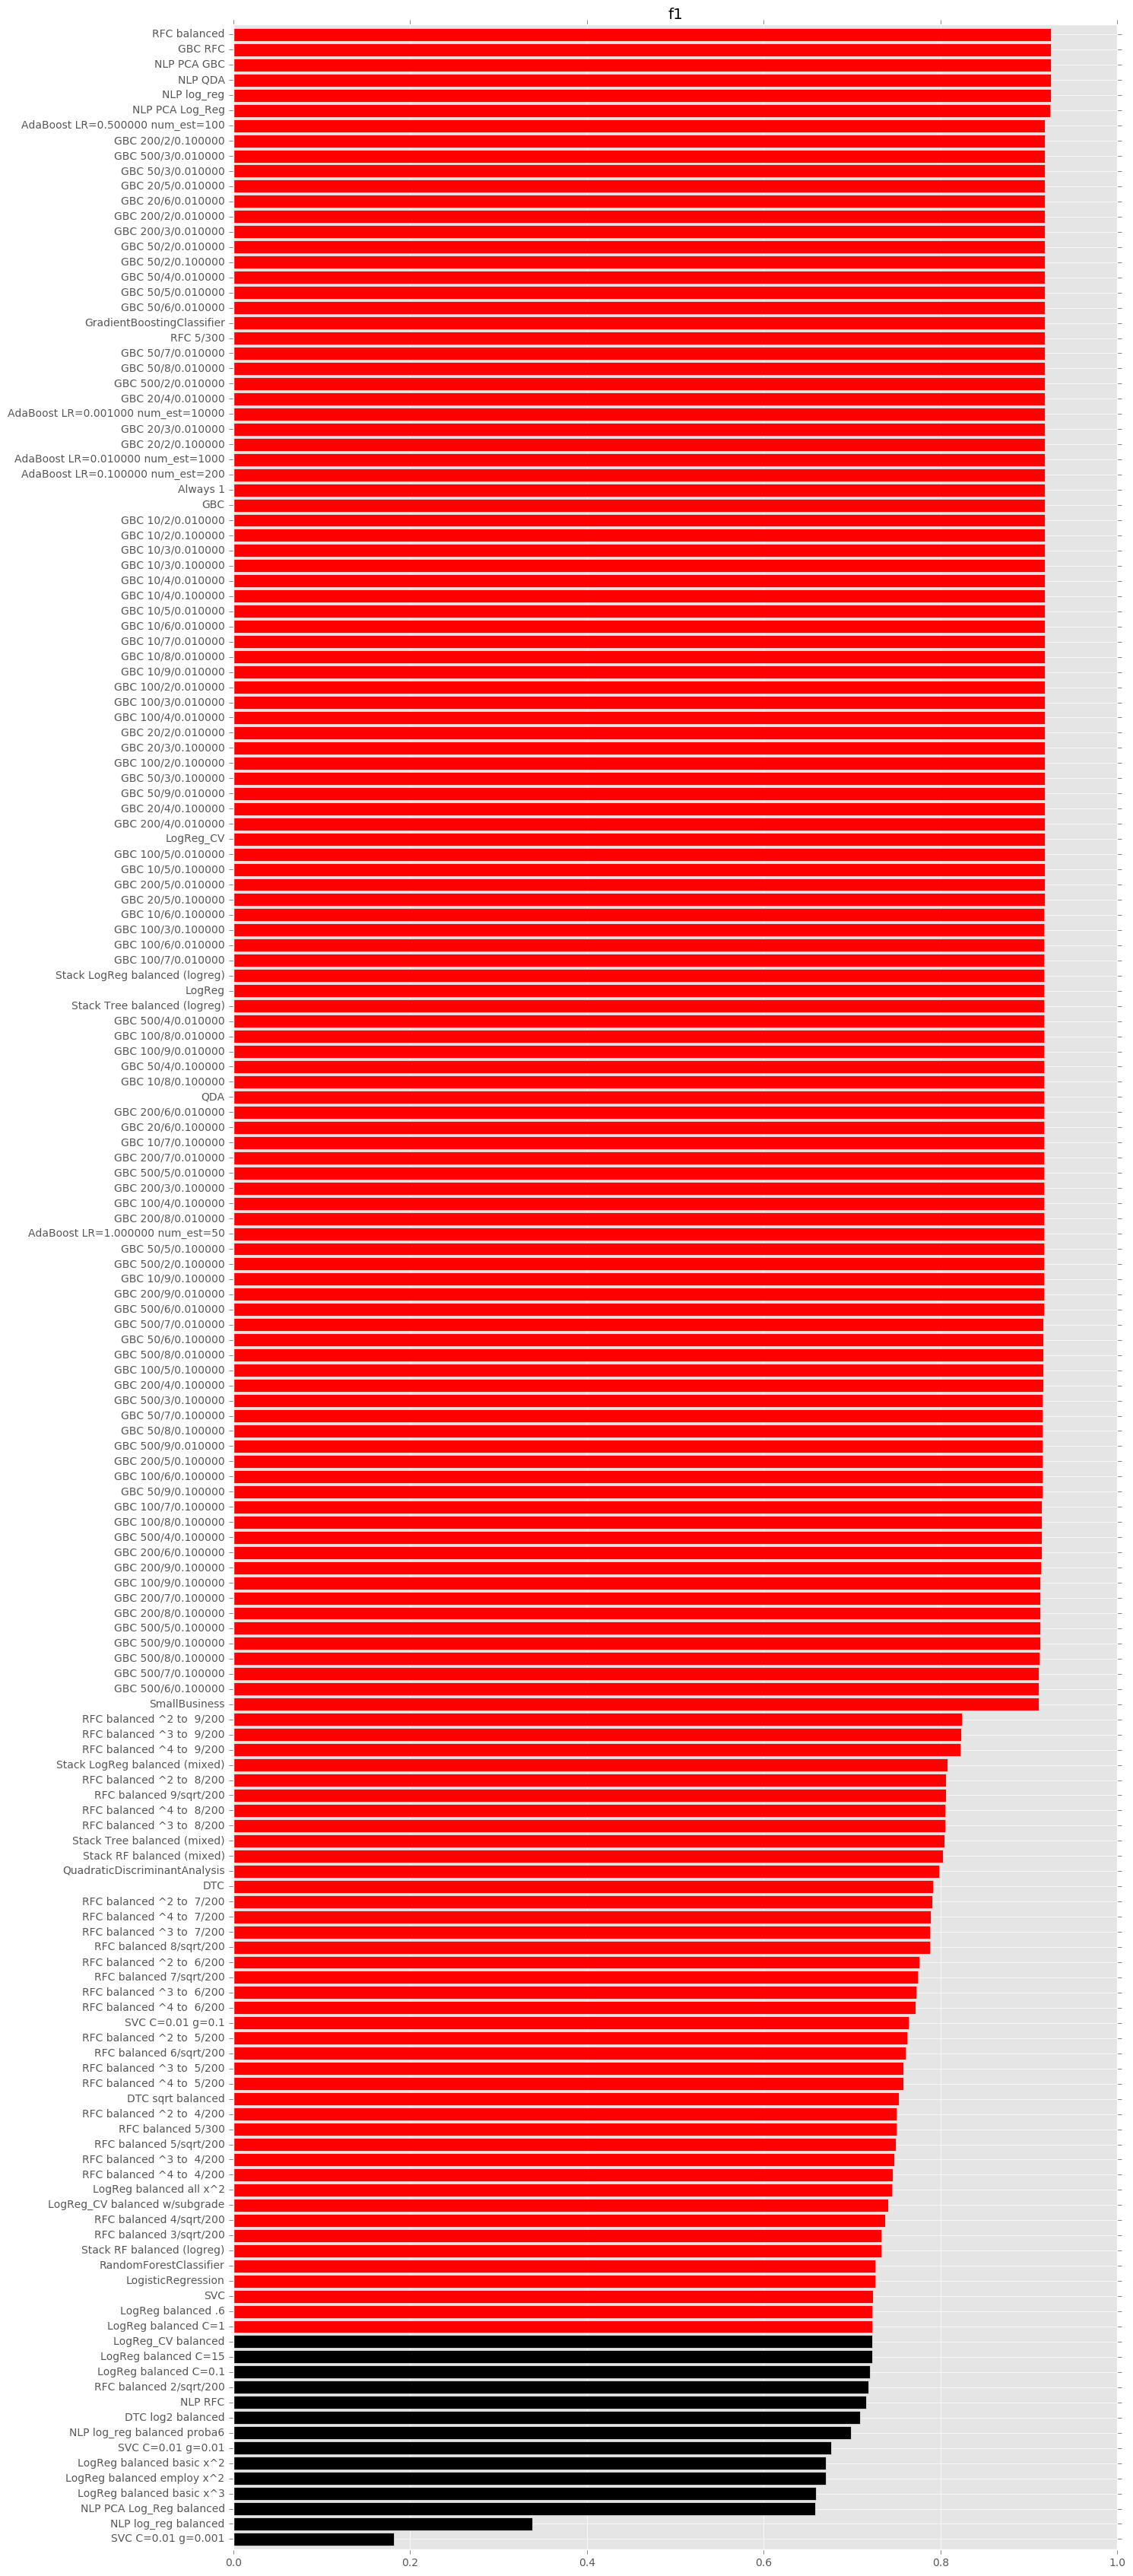 f1
RFC balanced
GBC RFC
NLP PCA GBC
NLP QDA
NLP log_reg
NLP PCA Log_Reg
AdaBoost LR=0.500000 num_est=100
GBC 200/2/0.100000
GBC 500/3/0.010000
GBC 50/3/0.010000
GBC 20/5/0.010000
GBC 20/6/0.010000
GBC 200/2/0.010000
GBC 200/3/0.010000
GBC 50/2/0.010000
GBC 50/2/0.100000
GBC 50/4/0.010000
GBC 50/5/0.010000
GBC 50/6/0.010000
GradientBoostingClassifier
RFC 5/300
GBC 50/7/0.010000
GBC 50/8/0.010000
GBC 500/2/0.010000
GBC 20/4/0.010000
AdaBoost LR=0.001000 num_est=10000
GBC 20/3/0.010000
GBC 20/2/0.100000
AdaBoost LR=0.010000 num_est=1000
AdaBoost LR=0.100000 num_est=200
Always 1
GBC
GBC 10/2/0.010000
GBC 10/2/0.100000
GBC 10/3/0.010000
GBC 10/3/0.100000
GBC 10/4/0.010000
GBC 10/4/0.100000
GBC 10/5/0.010000
GBC 10/6/0.010000
GBC 10/7/0.010000
GBC 10/8/0.010000
GBC 10/9/0.010000
GBC 100/2/0.010000
GBC 100/3/0.010000
GBC 100/4/0.010000
GBC 20/2/0.010000
GBC 20/3/0.100000
GBC 100/2/0.100000
GBC 50/3/0.100000
GBC 50/9/0.010000
GBC 20/4/0.100000
GBC 200/4/0.010000
LogReg_CV
GBC 100/5/0.010000
GBC 10/5/0.100000
GBC 200/5/0.010000
GBC 20/5/0.100000
GBC 10/6/0.100000
GBC 100/3/0.100000
GBC 100/6/0.010000
GBC 100/7/0.010000
Stack LogReg balanced (logreg)
LogReg
Stack Tree balanced (logreg)
GBC 500/4/0.010000
GBC 100/8/0.010000
GBC 100/9/0.010000
GBC 50/4/0.100000
GBC 10/8/0.100000
QDA
GBC 200/6/0.010000
GBC 20/6/0.100000
GBC 10/7/0.100000
GBC 200/7/0.010000
GBC 500/5/0.010000
GBC 200/3/0.100000
GBC 100/4/0.100000
GBC 200/8/0.010000
AdaBoost LR=1.000000 num_est=50
GBC 50/5/0.100000
GBC 500/2/0.100000
GBC 10/9/0.100000
GBC 200/9/0.010000
GBC 500/6/0.010000
GBC 500/7/0.010000
GBC 50/6/0.100000
GBC 500/8/0.010000
GBC 100/5/0.100000
GBC 200/4/0.100000
GBC 500/3/0.100000
GBC 50/7/0.100000
GBC 50/8/0.100000
GBC 500/9/0.010000
GBC 200/5/0.100000
GBC 100/6/0.100000
GBC 50/9/0.100000
GBC 100/7/0.100000
GBC 100/8/0.100000
GBC 500/4/0.100000
GBC 200/6/0.100000
GBC 200/9/0.100000
GBC 100/9/0.100000
GBC 200/7/0.100000
GBC 200/8/0.100000
GBC 500/5/0.100000
GBC 500/9/0.100000
GBC 500/8/0.100000
GBC 500/7/0.100000
GBC 500/6/0.100000
SmallBusiness
RFC balanced ^2 to  9/200
RFC balanced ^3 to  9/200
RFC balanced ^4 to  9/200
Stack LogReg balanced (mixed)
RFC balanced ^2 to  8/200
RFC balanced 9/sqrt/200
RFC balanced ^4 to  8/200
RFC balanced ^3 to  8/200
Stack Tree balanced (mixed)
Stack RF balanced (mixed)
QuadraticDiscriminantAnalysis
DTC
RFC balanced ^2 to  7/200
RFC balanced ^4 to  7/200
RFC balanced ^3 to  7/200
RFC balanced 8/sqrt/200
RFC balanced ^2 to  6/200
RFC balanced 7/sqrt/200
RFC balanced ^3 to  6/200
RFC balanced ^4 to  6/200
SVC C=0.01 g=0.1
RFC balanced ^2 to  5/200
RFC balanced 6/sqrt/200
RFC balanced ^3 to  5/200
RFC balanced ^4 to  5/200
DTC sqrt balanced
RFC balanced ^2 to  4/200
RFC balanced 5/300
RFC balanced 5/sqrt/200
RFC balanced ^3 to  4/200
RFC balanced ^4 to  4/200
LogReg balanced all x^2
LogReg_CV balanced w/subgrade
RFC balanced 4/sqrt/200
RFC balanced 3/sqrt/200
Stack RF balanced (logreg)
RandomForestClassifier
LogisticRegression
SVC
LogReg balanced .6
LogReg balanced C=1
LogReg_CV balanced
LogReg balanced C=15
LogReg balanced C=0.1
RFC balanced 2/sqrt/200
NLP RFC
DTC log2 balanced
NLP log_reg balanced proba6
SVC C=0.01 g=0.01
LogReg balanced basic x^2
LogReg balanced employ x^2
LogReg balanced basic x^3
NLP PCA Log_Reg balanced
NLP log_reg balanced
SVC C=0.01 g=0.001
0.0 0.2 0.4 0.6 0.8 1.0